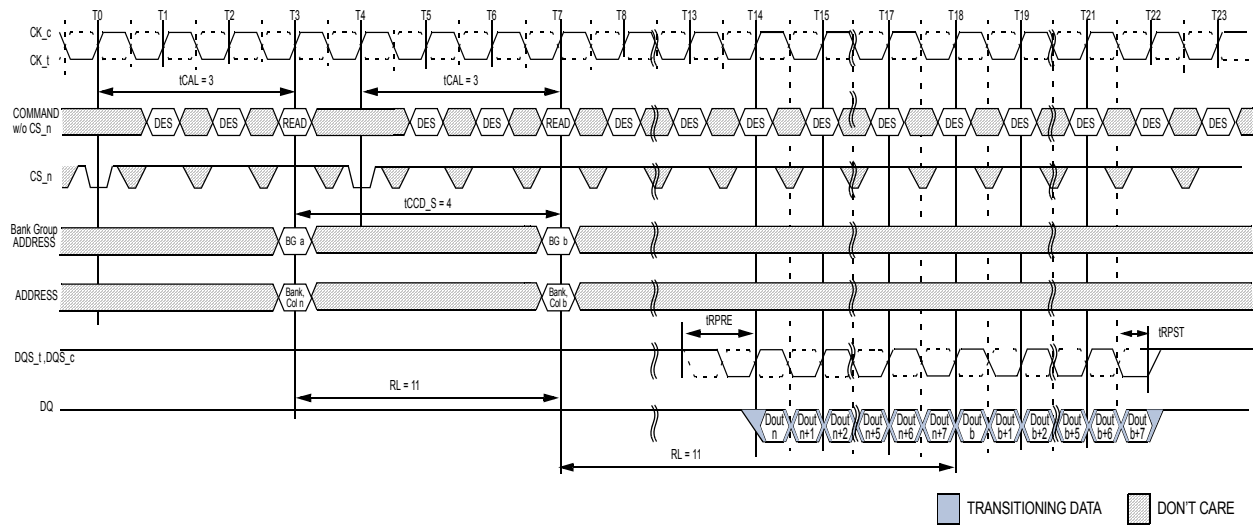 T0 T1 T2 T3 T4 T5 T6 T7 T8 T13 T14 T15 T17 T18 T19 T21 T22 T23
CK_c
CK_t
tCAL = 3 tCAL = 3
COMMAND
w/o CS_n
DES DES READ DES DES READ DES DES DES DES DES DES DES DES DES DES
CS_n
tCCD_S = 4
Bank Group
ADDRESS
BG a BG b
ADDRESS
Bank, Bank,
Col n Col b
tRPRE tRPST
DQS_t ,DQS_c
RL = 11
DQ
Dout Dout Dout Dout Dout Dout Dout Dout Dout Dout Dout Dout
n n+1 n+2 n+5 n+6 n+7 b b+1 b+2 b+5 b+6 b+7
RL = 11
TRANSITIONING DATA DON'T CARE